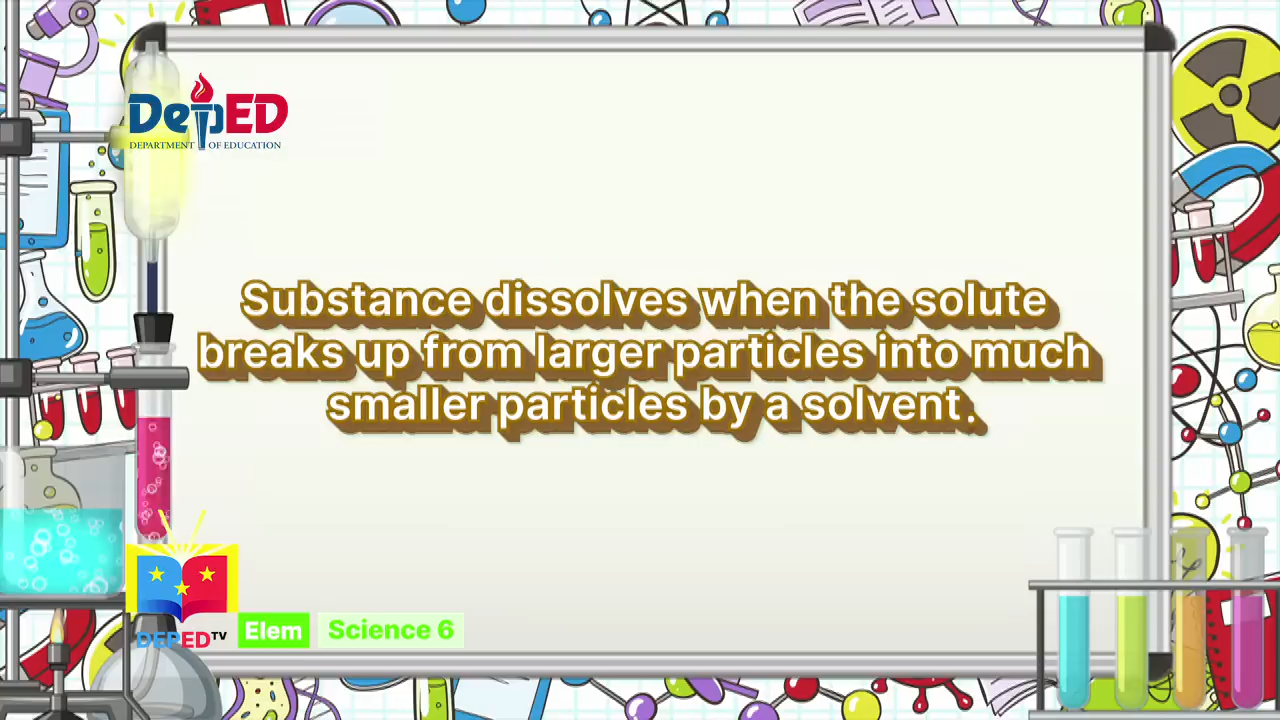 DepED
DEPARTMENT OF EDUCATION
Substance dissolves when the solute
breaks up from larger particles into much
smaller particles by a solvent.
DEPED TV
Elem Science 6